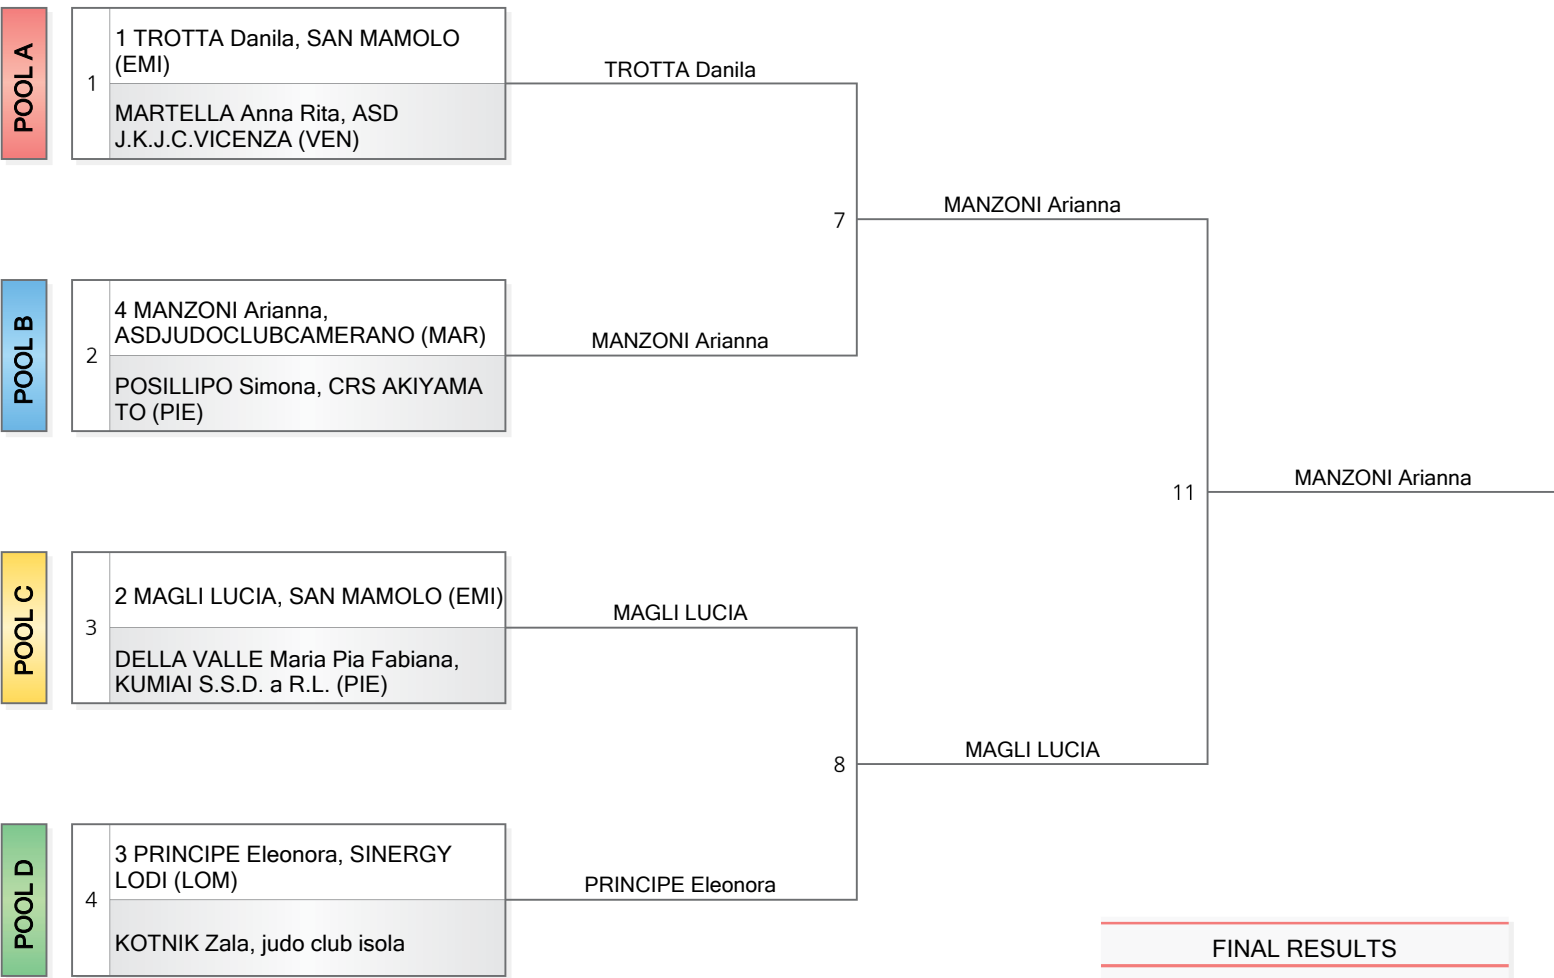 POOL A
1
1 TROTTA Danila, SAN MAMOLO
(EMI)
MARTELLA Anna Rita, ASD
J.K.J.C.VICENZA (VEN)
TROTTA Danila
7
MANZONI Arianna
POOL B
2
4 MANZONI Arianna,
ASDJUDOCLUBCAMERANO (MAR)
POSILLIPO Simona, CRS AKIYAMA
TO (PIE)
MANZONI Arianna
11
MANZONI Arianna
POOL C
3
2 MAGLI LUCIA, SAN MAMOLO (EMI)
DELLA VALLE Maria Pia Fabiana,
KUMIAI S.S.D. a R.L. (PIE)
MAGLI LUCIA
8
MAGLI LUCIA
POOL D
4
3 PRINCIPE Eleonora, SINERGY
LODI (LOM)
KOTNIK Zala, judo club isola
PRINCIPE Eleonora
FINAL RESULTS